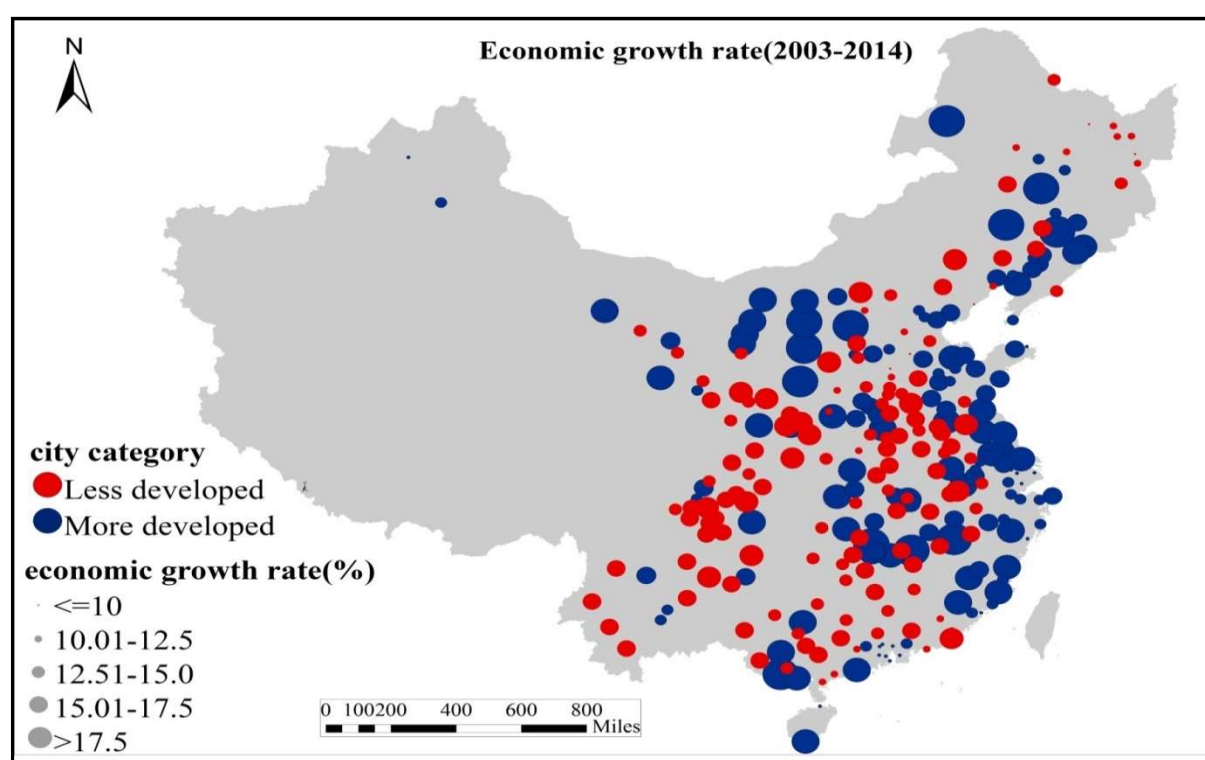 N
Economic growth rate(2003-2014)
city category
Less developed
More developed
economic growth rate(%)
<=10
10.01-12.5
12.51-15.0
15.01-17.5
>17.5
0 100200 400 600 800
Miles